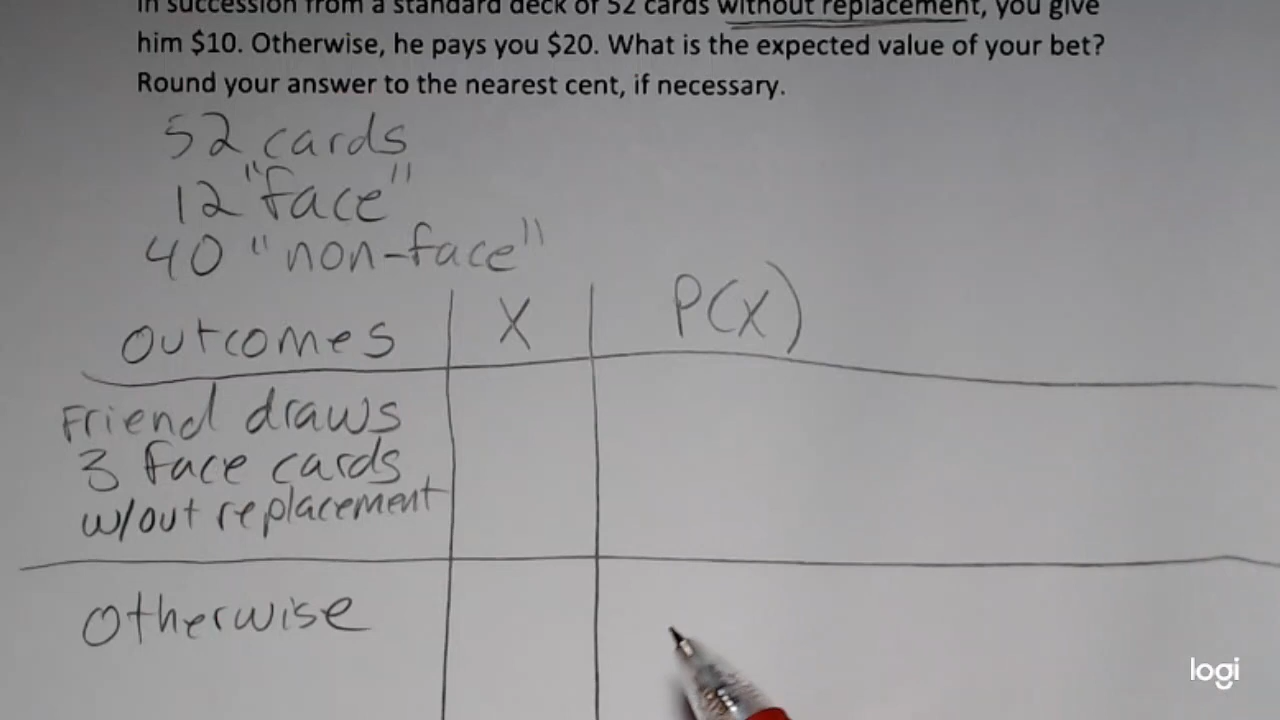 in succession from a standard deck of 52 cards without replacement, you give
him $10. Otherwise, he pays you $20. What is the expected value of your bet?
Round your answer to the nearest cent, if necessary.
52 cards
12 "face"
40 "non-face"
outcomes X P(X)
Friend draws
3 face cards
w/out replacement
Otherwise
logi